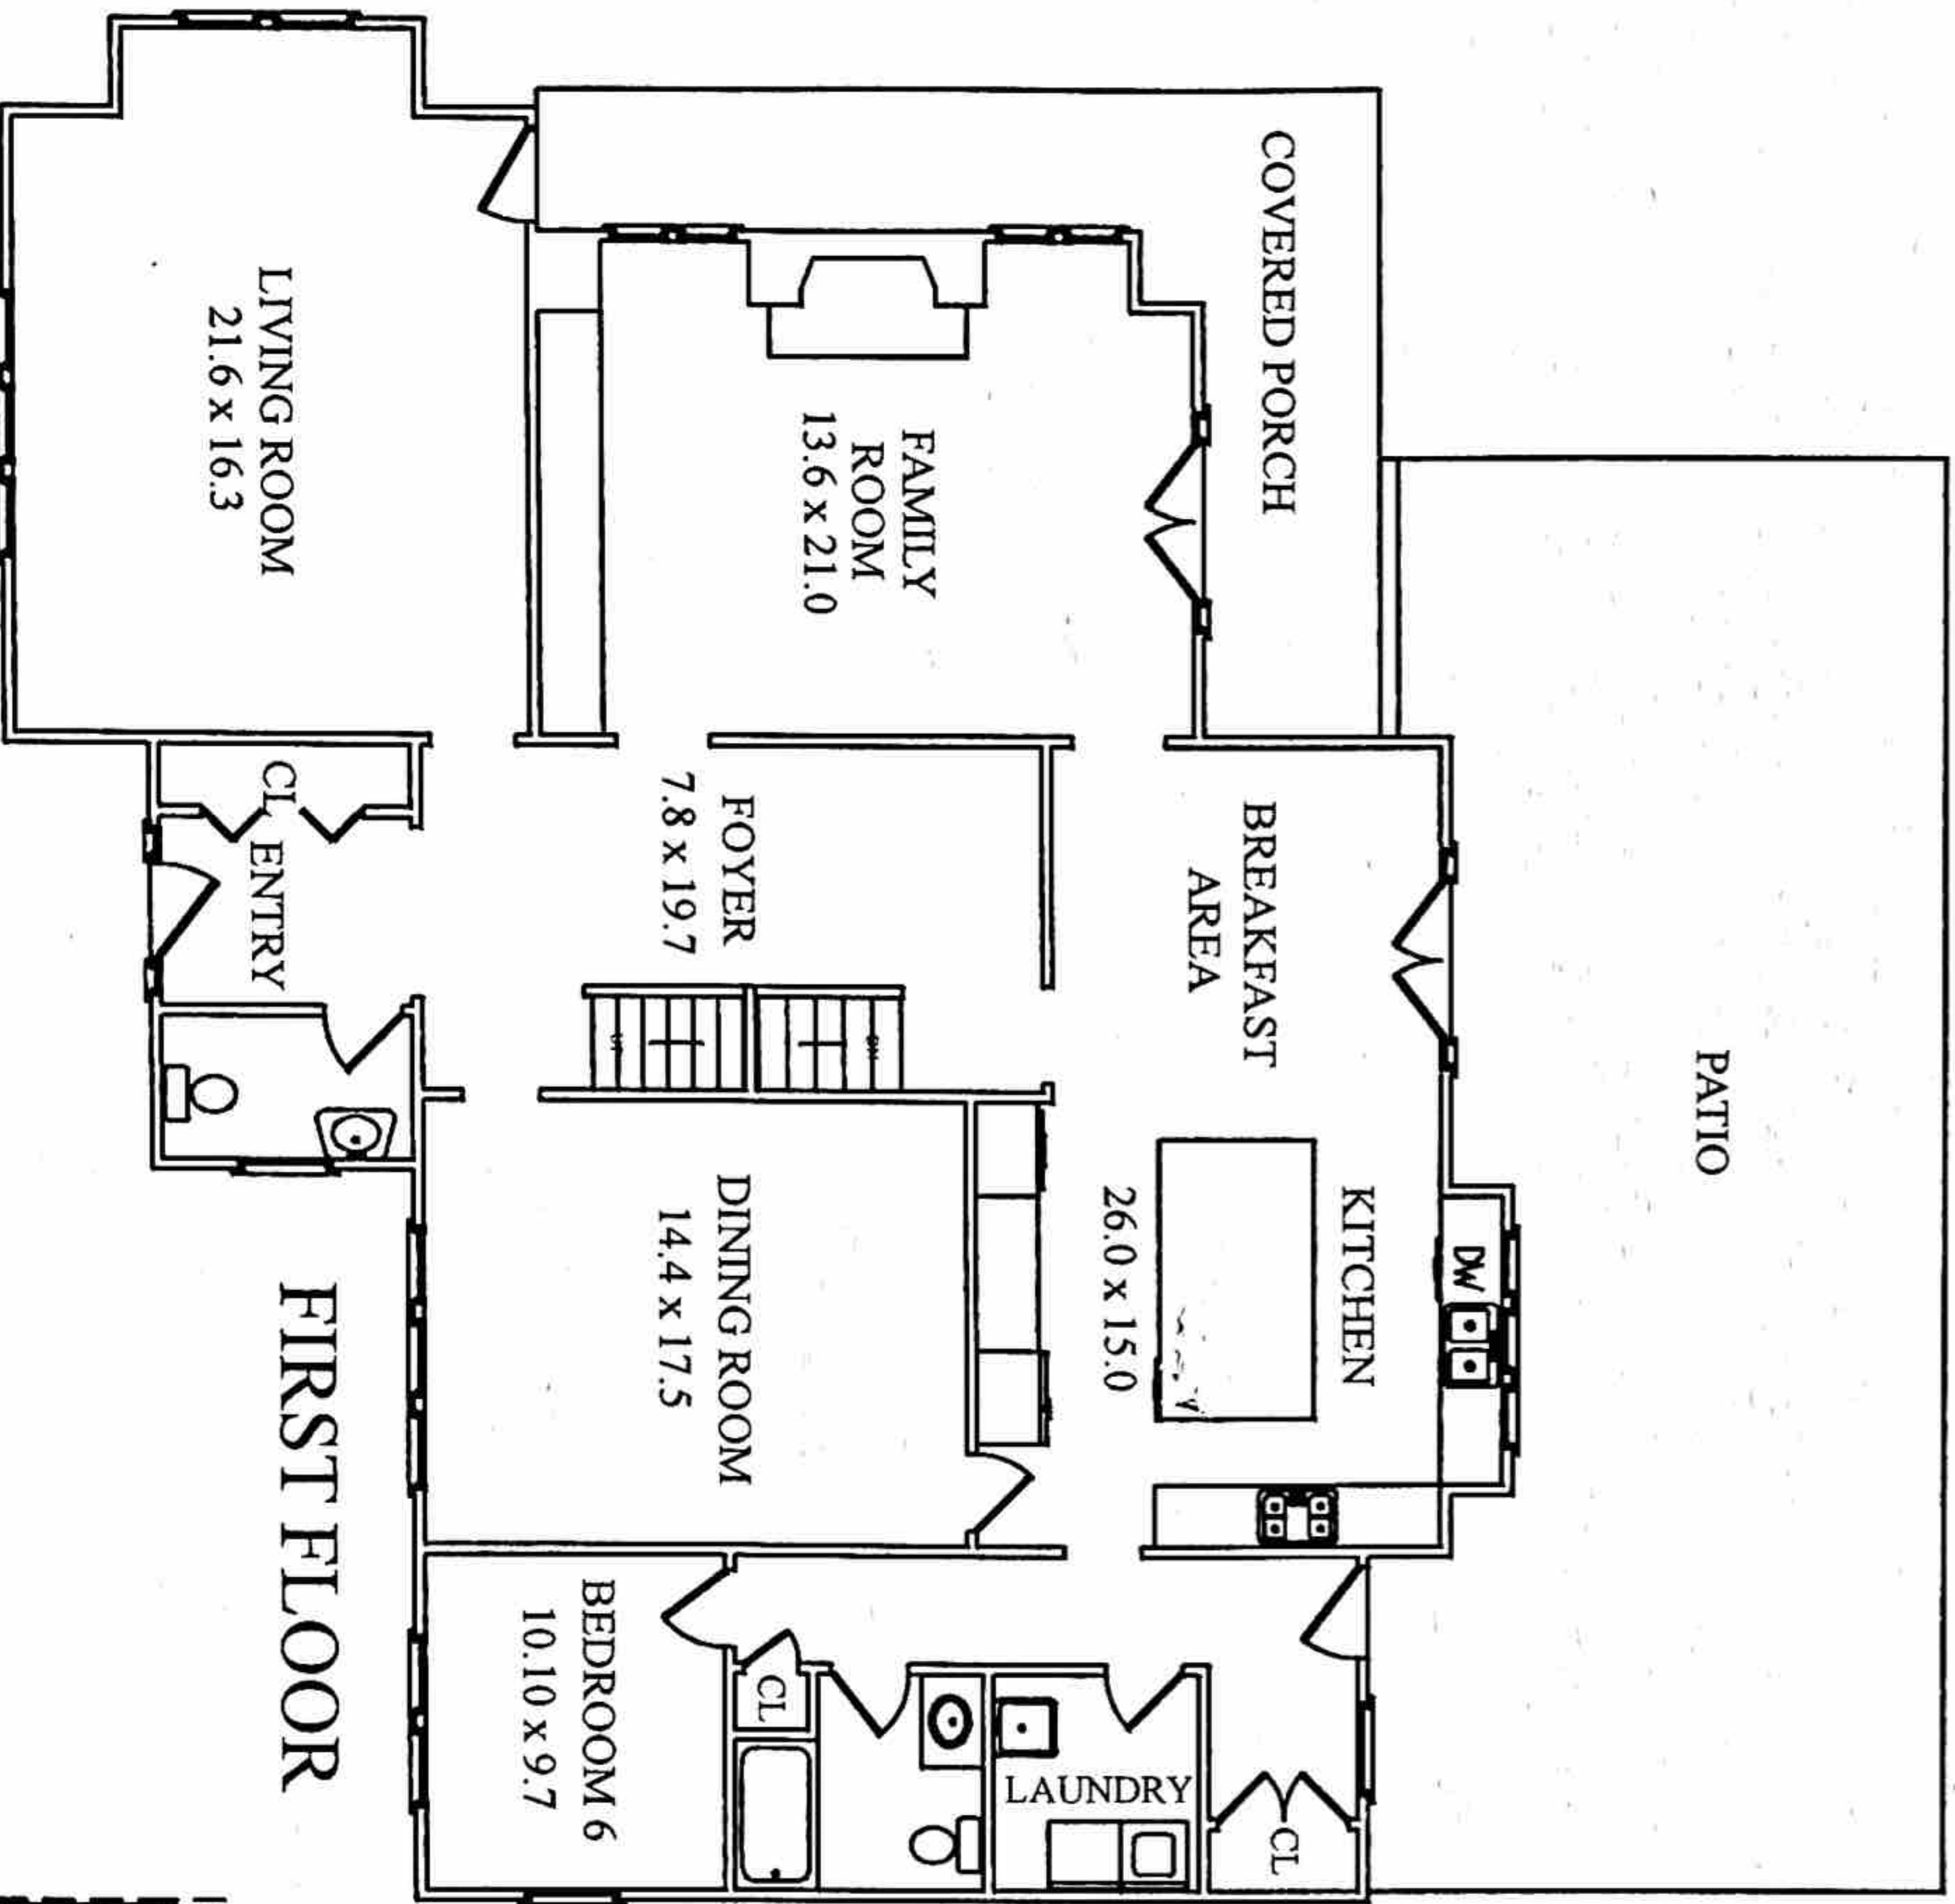 PATIO
COVERED PORCH
BREAKFAST
AREA
KITCHEN
26.0 x 15.0
DW
FAMILY
ROOM
13.6 x 21.0
FOYER
7.8 x 19.7
DN
UP
DINING ROOM
14.4 x 17.5
LAUNDRY
CL
CL
BEDROOM 6
10.10 x 9.7
LIVING ROOM
21.6 x 16.3
CL
ENTRY
FIRST FLOOR